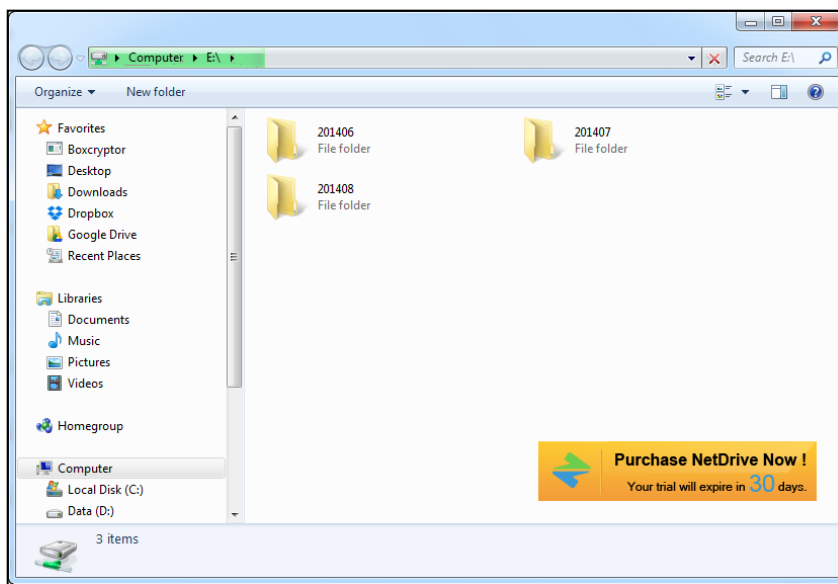 Computer ▸ E:\ ▸
Search E:\
Organize
New folder
Favorites
Boxcryptor
Desktop
Downloads
Dropbox
Google Drive
Recent Places
Libraries
Documents
Music
Pictures
Videos
Homegroup
Computer
Local Disk (C:)
Data (D:)
201406
File folder
201407
File folder
201408
File folder
Purchase NetDrive Now !
Your trial will expire in 30 days.
3 items